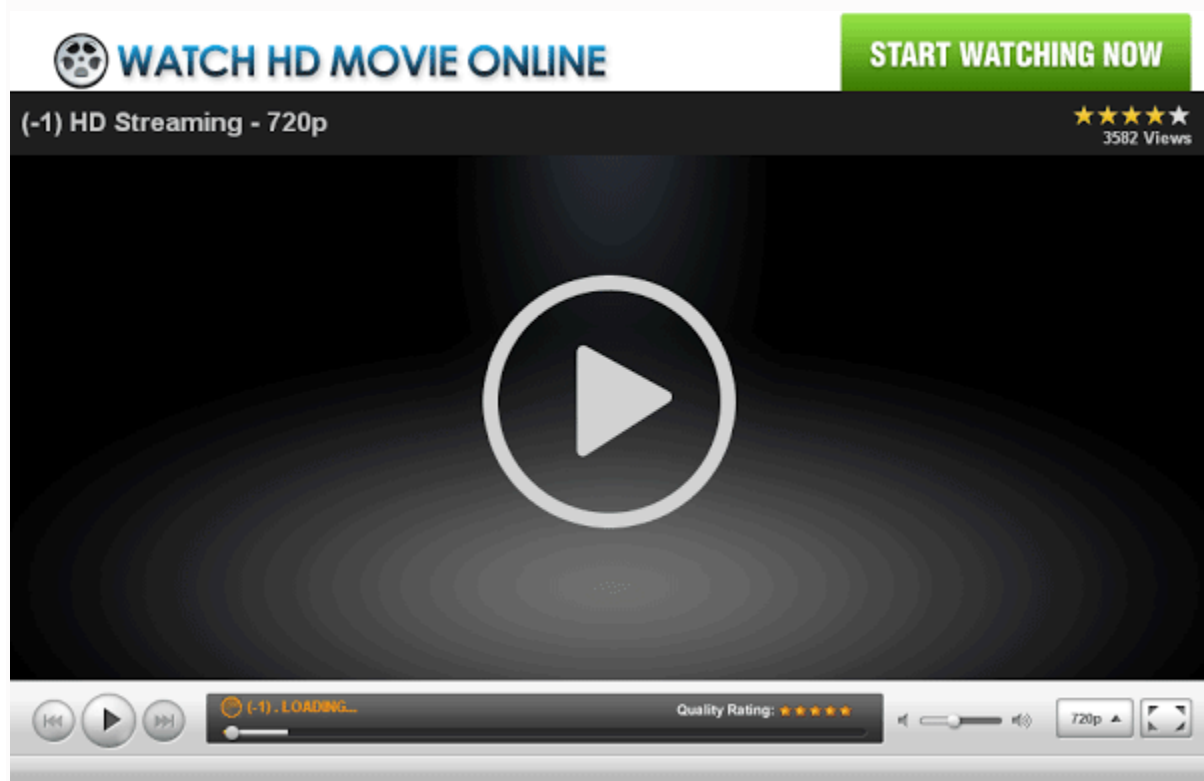 WATCH HD MOVIE ONLINE
START WATCHING NOW
(-1) HD Streaming - 720p
3582 Views
(-1) . LOADING...
Quality Rating:
720p